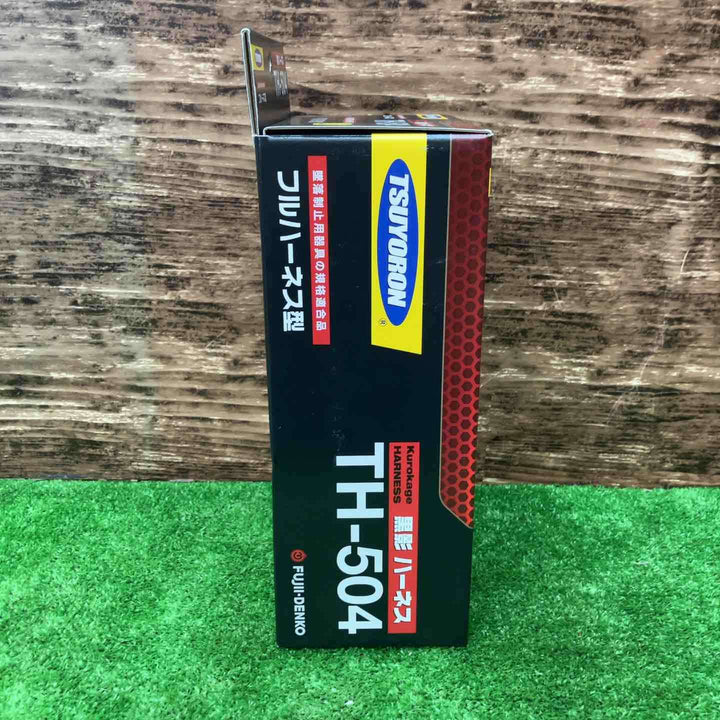 TSUYORON
®
墜落制止用器具の規格適合品
フルハーネス型
Kurokage
HARNESS
黒影 ハーネス
TH-504
FUJII-DENKO